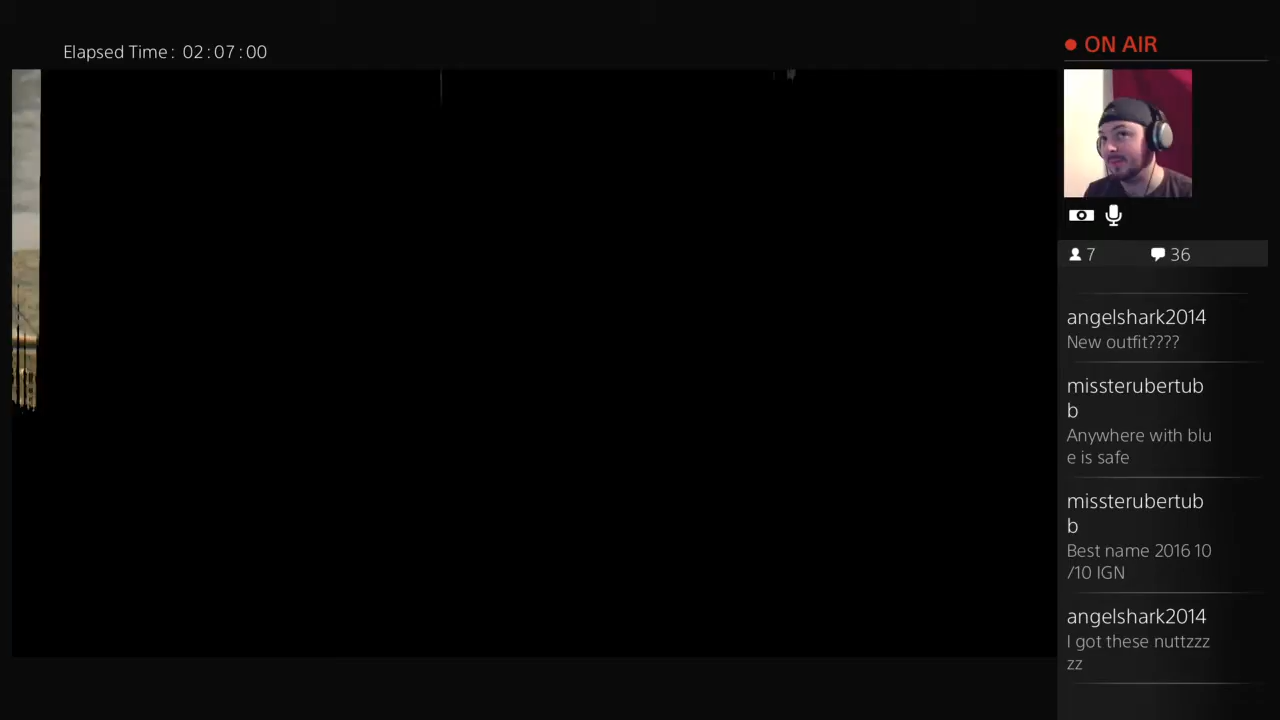 Elapsed Time: 02:07:00
ON AIR
7 36
angelshark2014
New outfit????
missterubertub
b
Anywhere with blu
e is safe
missterubertub
b
Best name 2016 10
/10 IGN
angelshark2014
I got these nuttzzz
zz